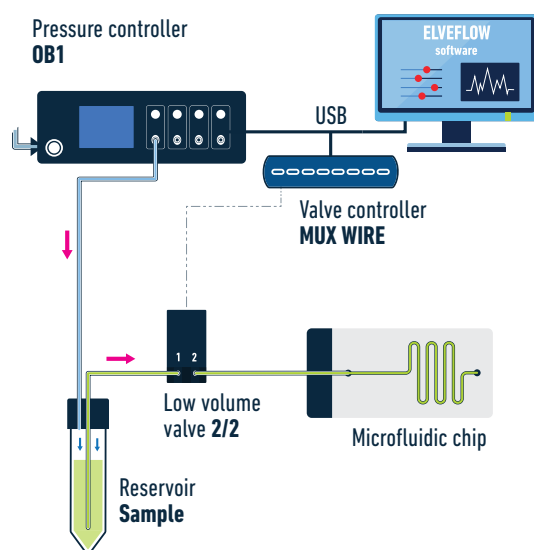 Pressure controller
OB1
ELVEFLOW
software
USB
Valve controller
MUX WIRE
1 2
Low volume
valve 2/2
Microfluidic chip
Reservoir
Sample